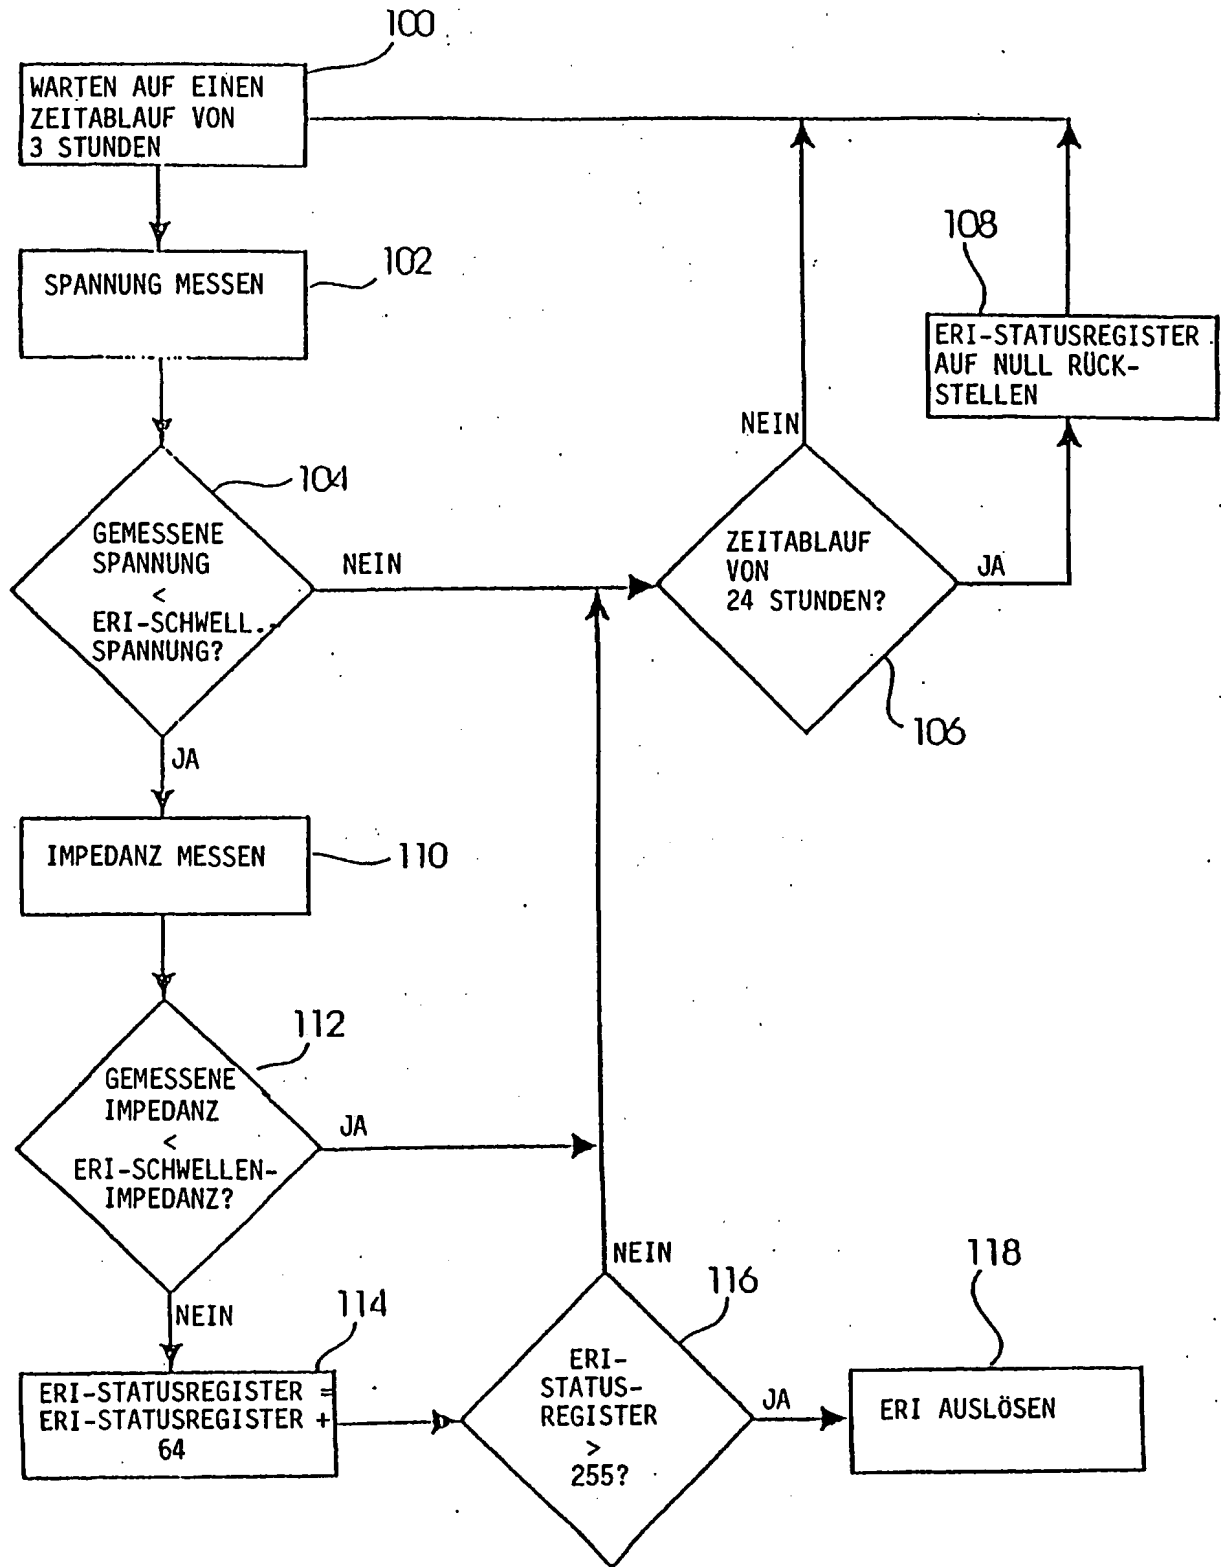 100
WARTEN AUF EINEN
ZEITABLAUF VON
3 STUNDEN
SPANNUNG MESSEN
102
108
ERI-STATUSREGISTER
AUF NULL RÜCK-
STELLEN
104
GEMESSENE
SPANNUNG
<
ERI-SCHWELL..-
SPANNUNG?
NEIN
JA
NEIN
ZEITABLAUF
VON
24 STUNDEN?
JA
106
IMPEDANZ MESSEN
110
112
GEMESSENE
IMPEDANZ
<
ERI-SCHWELLEN-
IMPEDANZ?
JA
NEIN
114
ERI-STATUSREGISTER =
ERI-STATUSREGISTER +
64
NEIN
116
ERI-
STATUS-
REGISTER
>
255?
JA
118
ERI AUSLÖSEN